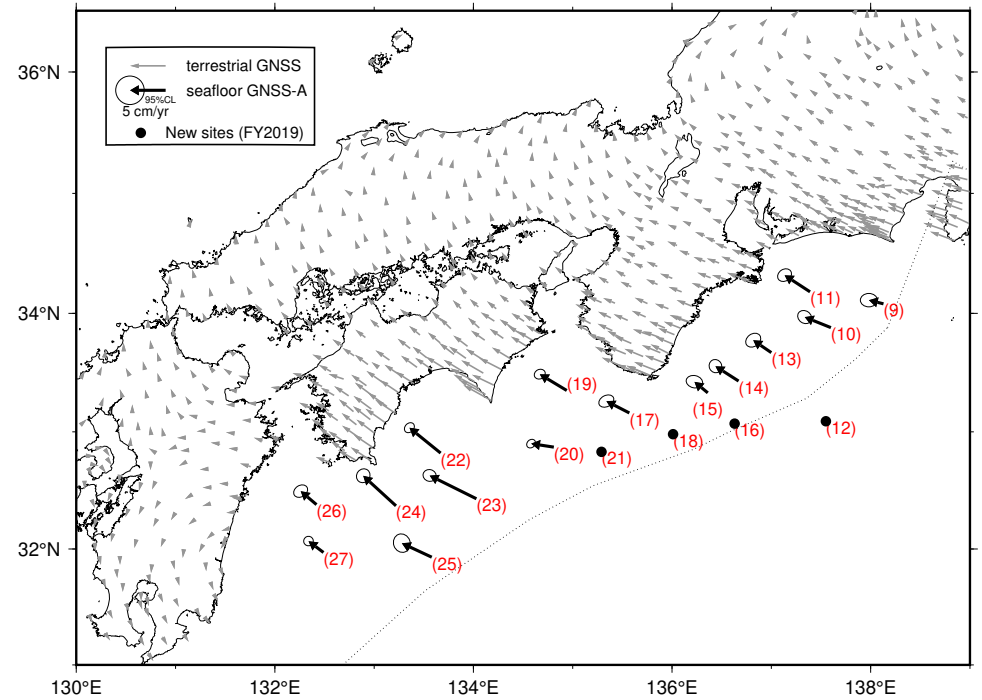 36°E
terrestrial GNSS
seafloor GNSS-A
95%CL
5 cm/yr
New sites (FY2019)
34°E
(11)
(9)
(10)
(13)
(14)
(19)
(15)
(17)
(12)
(16)
(18)
(22)
(20)
(21)
(23)
(26)
(24)
32°E
(27)
(25)
130°E
132°E
134°E
136°E
138°E